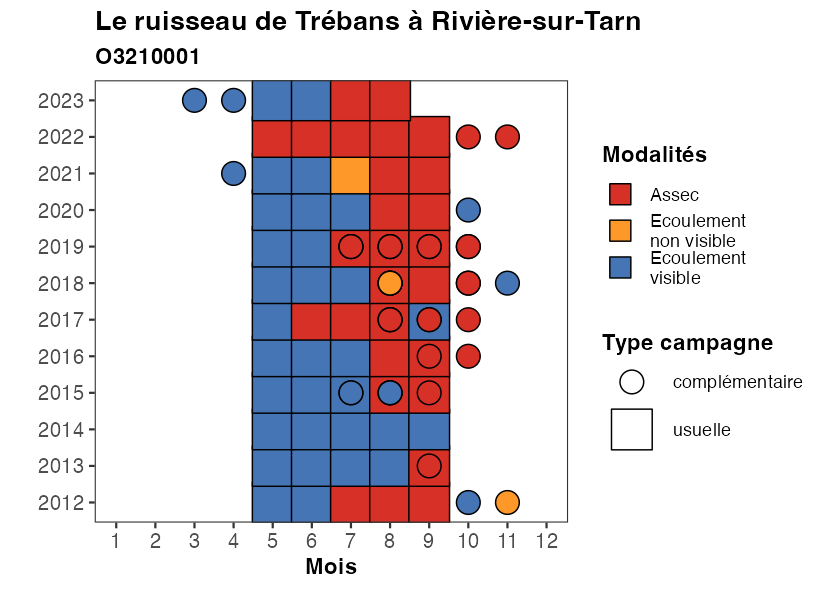 Le ruisseau de Trébans à Rivière-sur-Tarn
O3210001
2023
2022
2021
2020
2019
2018
2017
2016
2015
2014
2013
2012
1 2 3 4 5 6 7 8 9 10 11 12
Mois
Modalités
Assec
Ecoulement
non visible
Ecoulement
visible
Type campagne
complémentaire
usuelle